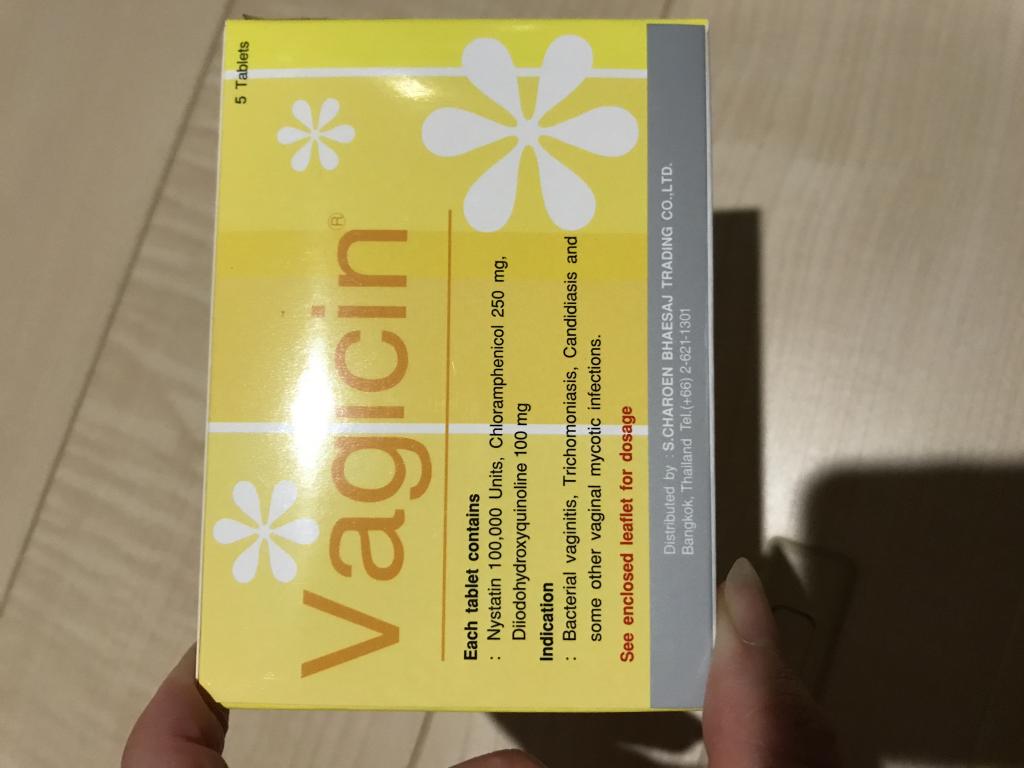 5 Tablets
Vagicin®
Each tablet contains
: Nystatin 100,000 Units, Chloramphenicol 250 mg,
Diiodohydroxyquinoline 100 mg
Indication
: Bacterial vaginitis, Trichomoniasis, Candidiasis and
some other vaginal mycotic infections.
See enclosed leaflet for dosage
Distributed by : S.CHAROEN BHAESAJ TRADING CO.,LTD.
Bangkok, Thailand Tel.(+66) 2-621-1301